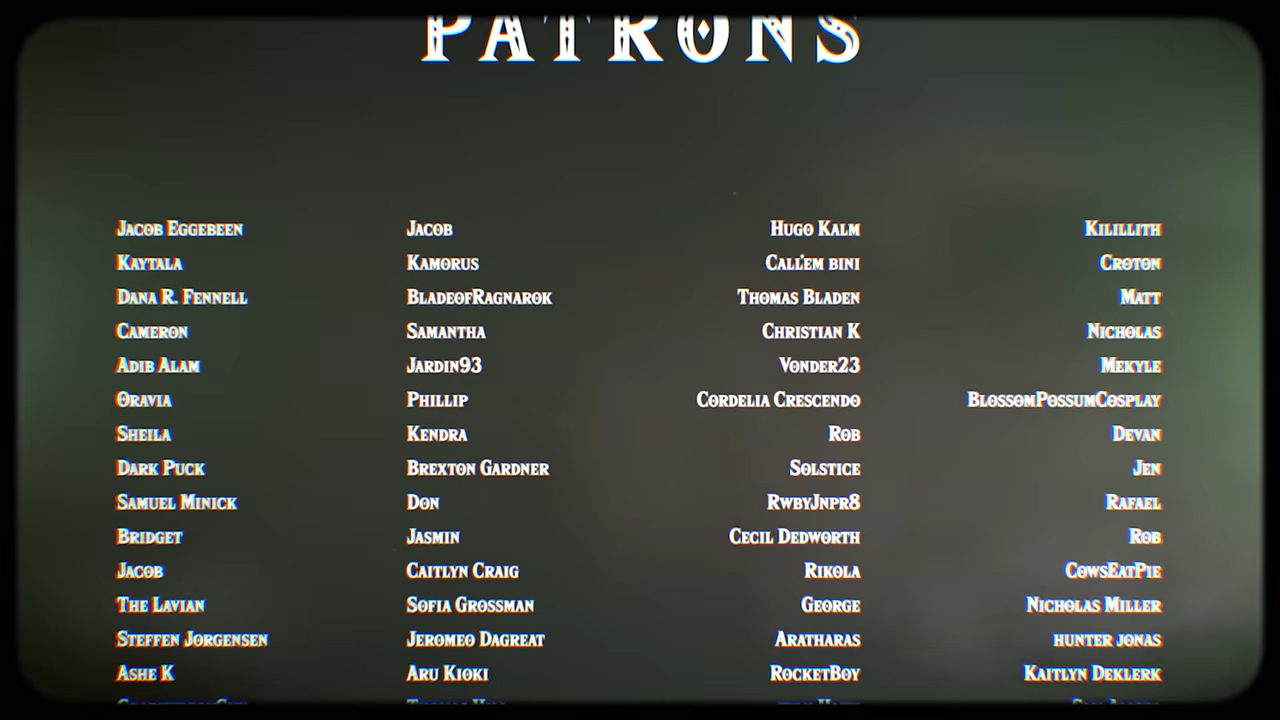 PATRONS
Jacob Eggebeen Jacob Hugo Kalm Kilillith
Kaytala Kamorus Call'em bini Croton
Dana R. Fennell BladeofRagnarok Thomas Bladen Matt
Cameron Samantha Christian K Nicholas
Adib Alam Jardin93 Vonder23 Mekyle
Oravia Phillip Cordelia Crescendo BlossomPossumCosplay
Sheila Kendra Rob Devan
Dark Puck Brexton Gardner Solstice Jen
Samuel Minick Don RwbyJnpr8 Rafael
Bridget Jasmin Cecil Dedworth Rob
Jacob Caitlyn Craig Rikola CowsEatPie
The Lavian Sofia Grossman George Nicholas Miller
Steffen Jorgensen Jeromeo Dagreat Aratharas hunter jonas
Ashe K Aru Kioki RocketBoy Kaitlyn Deklerk